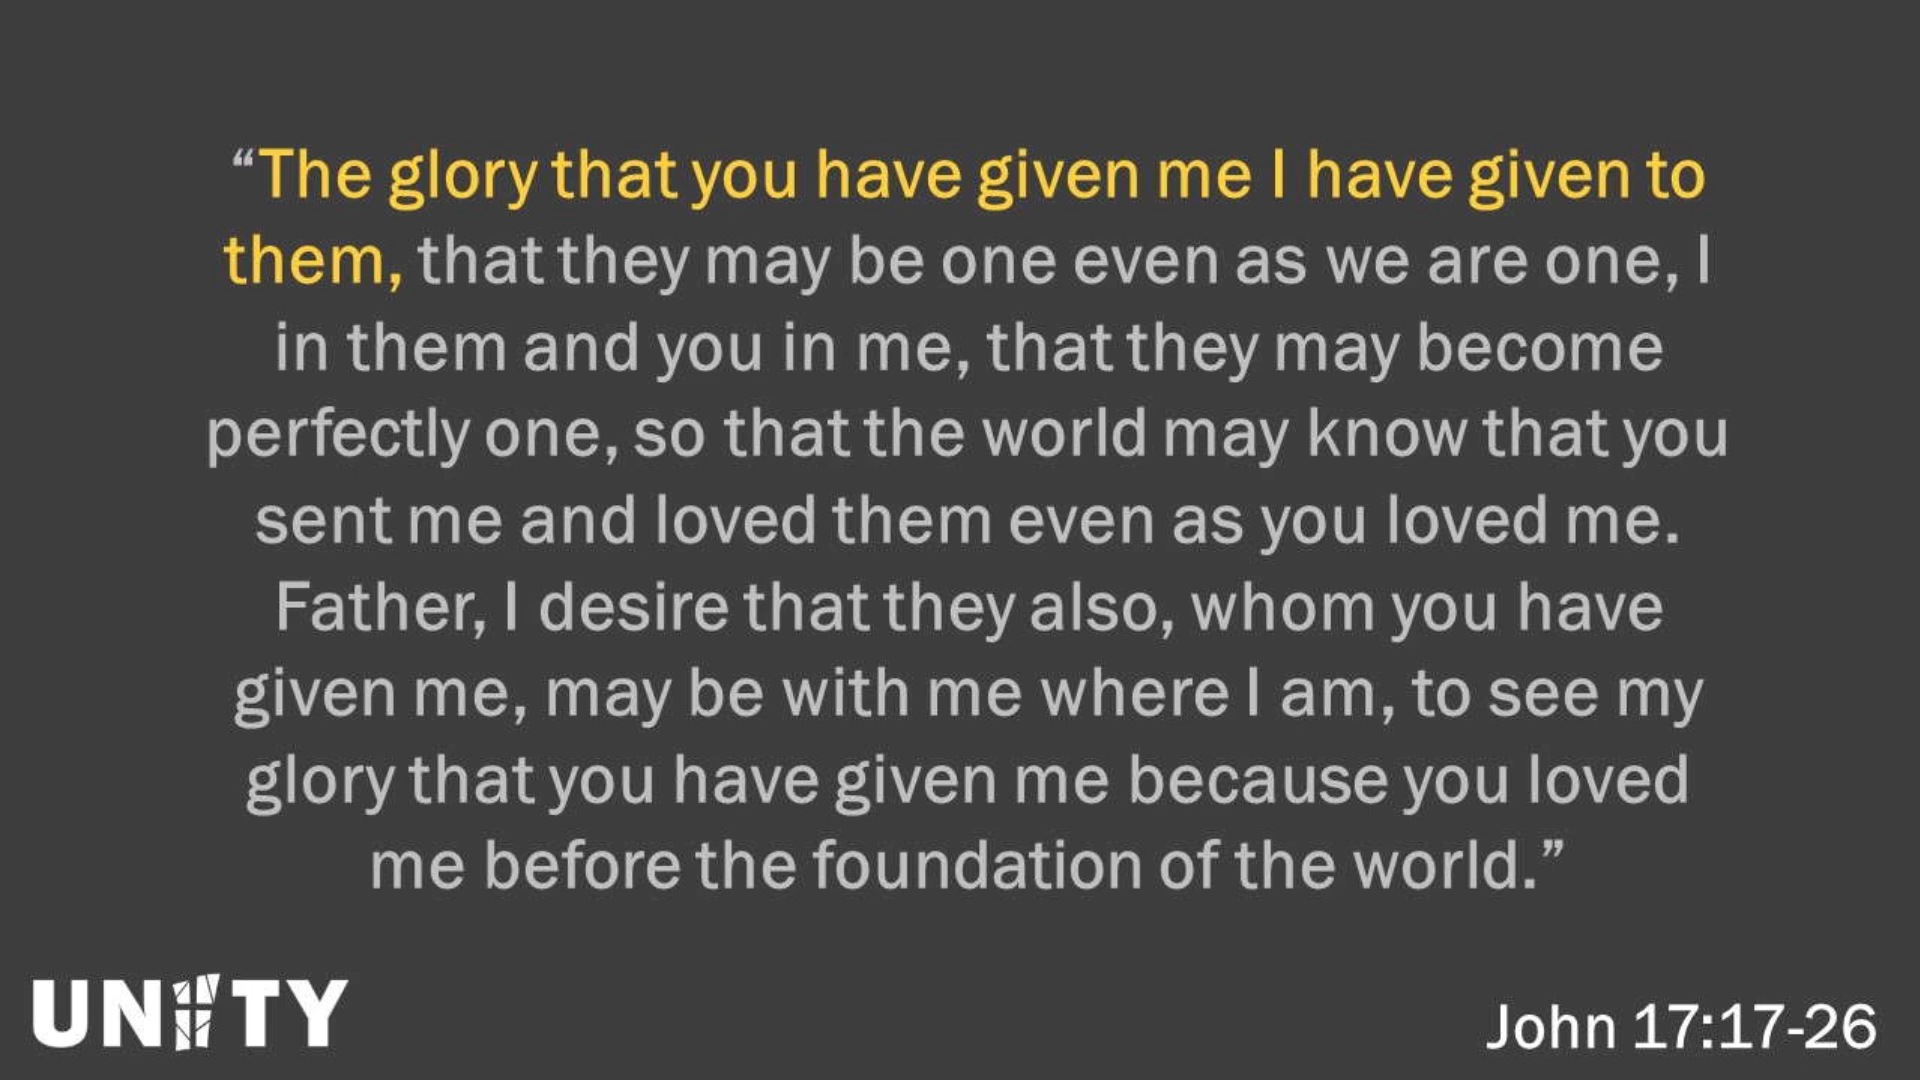 “The glory that you have given me I have given to
them, that they may be one even as we are one, I
in them and you in me, that they may become
perfectly one, so that the world may know that you
sent me and loved them even as you loved me.
Father, I desire that they also, whom you have
given me, may be with me where I am, to see my
glory that you have given me because you loved
me before the foundation of the world.”
UNITY
John 17:17-26